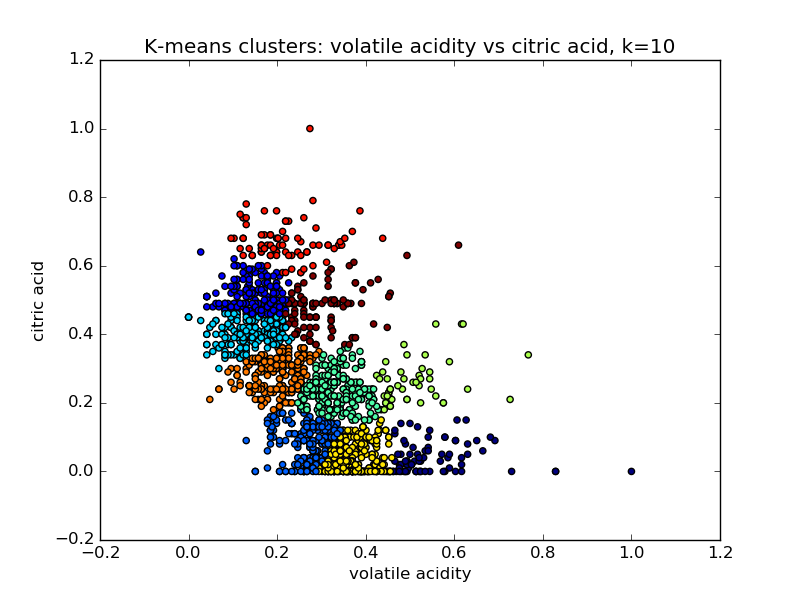 K-means clusters: volatile acidity vs citric acid, k=10
1.2
1.0
0.8
0.6
0.4
0.2
0.0
−0.2
citric acid
−0.2 0.0 0.2 0.4 0.6 0.8 1.0 1.2
volatile acidity